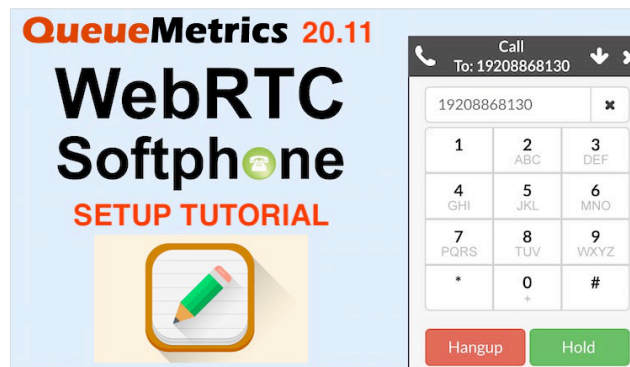 QueueMetrics 20.11
WebRTC
Softphone
SETUP TUTORIAL
Call
To: 19208868130
19208868130
1
2
ABC
3
DEF
4
GHI
5
JKL
6
MNO
7
PQRS
8
TUV
9
WXYZ
*
0
+
#
Hangup
Hold